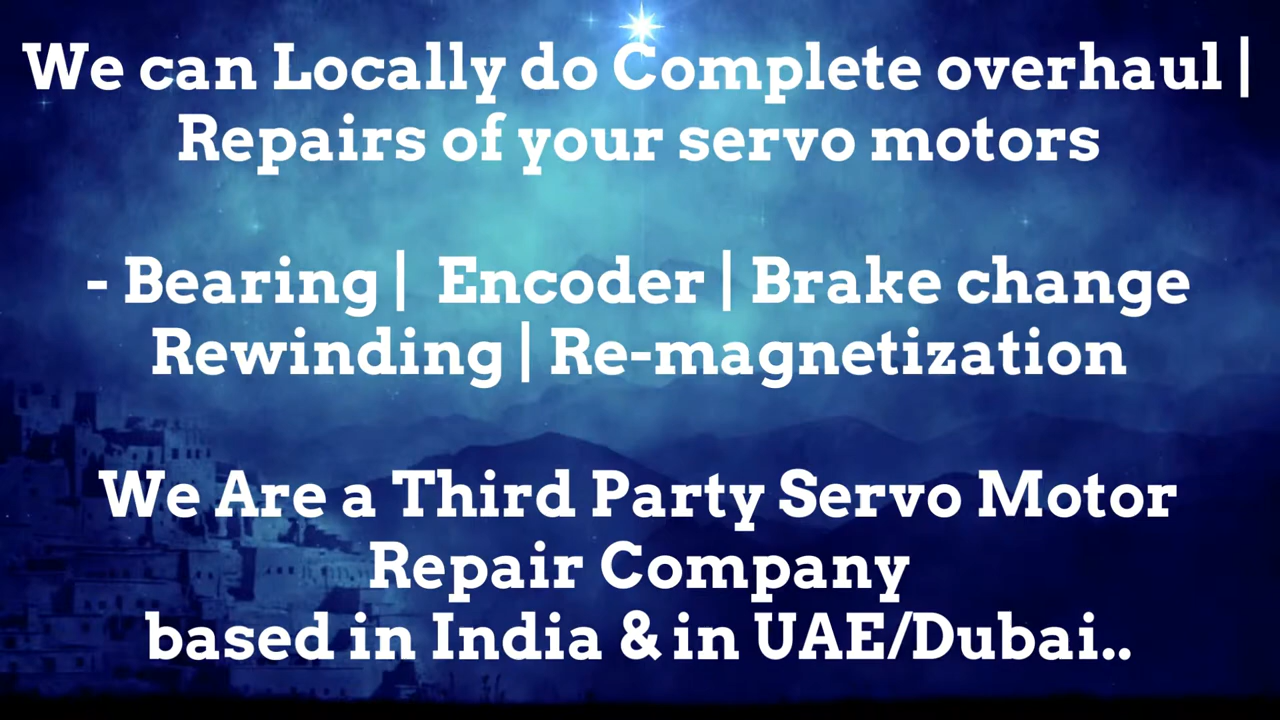 We can Locally do Complete overhaul |
Repairs of your servo motors
- Bearing |  Encoder | Brake change
Rewinding | Re-magnetization
We Are a Third Party Servo Motor
Repair Company
based in India & in UAE/Dubai..